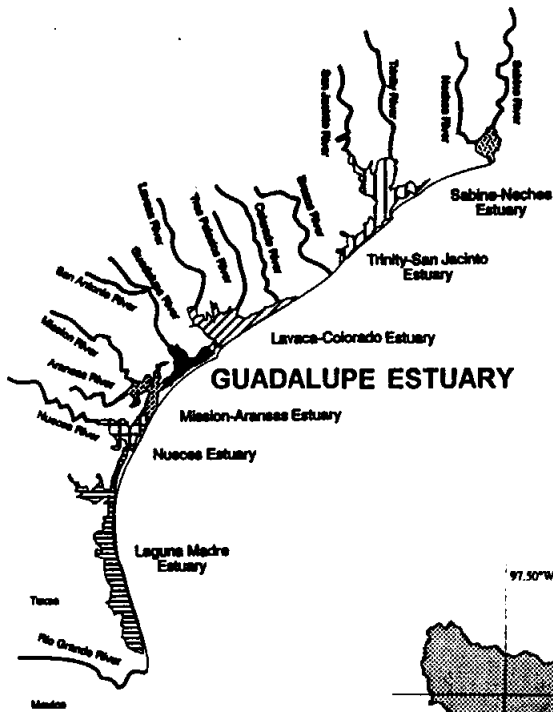 San Jacinto River
Trinity River
Neches River
Sabine River
Sabine-Neches
Estuary
Lavaca River
Tres Palacios River
Colorado River
Brazos River
Trinity-San Jacinto
Estuary
San Antonio River
Guadalupe River
Lavaca-Colorado Estuary
Mission River
Aransas River
GUADALUPE ESTUARY
Mission-Aransas Estuary
Nueces River
Nueces Estuary
Laguna Madre
Estuary
97.50°W
Texas
Rio Grande River
Mexico